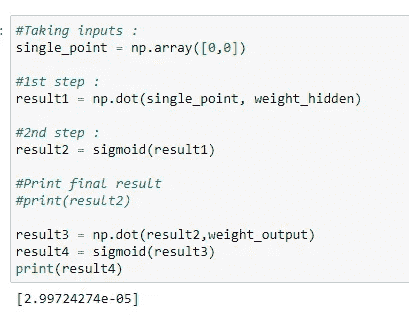 :
#Taking inputs :
single_point = np.array([0,0])
#1st step :
result1 = np.dot(single_point, weight_hidden)
#2nd step :
result2 = sigmoid(result1)
#Print final result
#print(result2)
result3 = np.dot(result2,weight_output)
result4 = sigmoid(result3)
print(result4)
[2.99724274e-05]